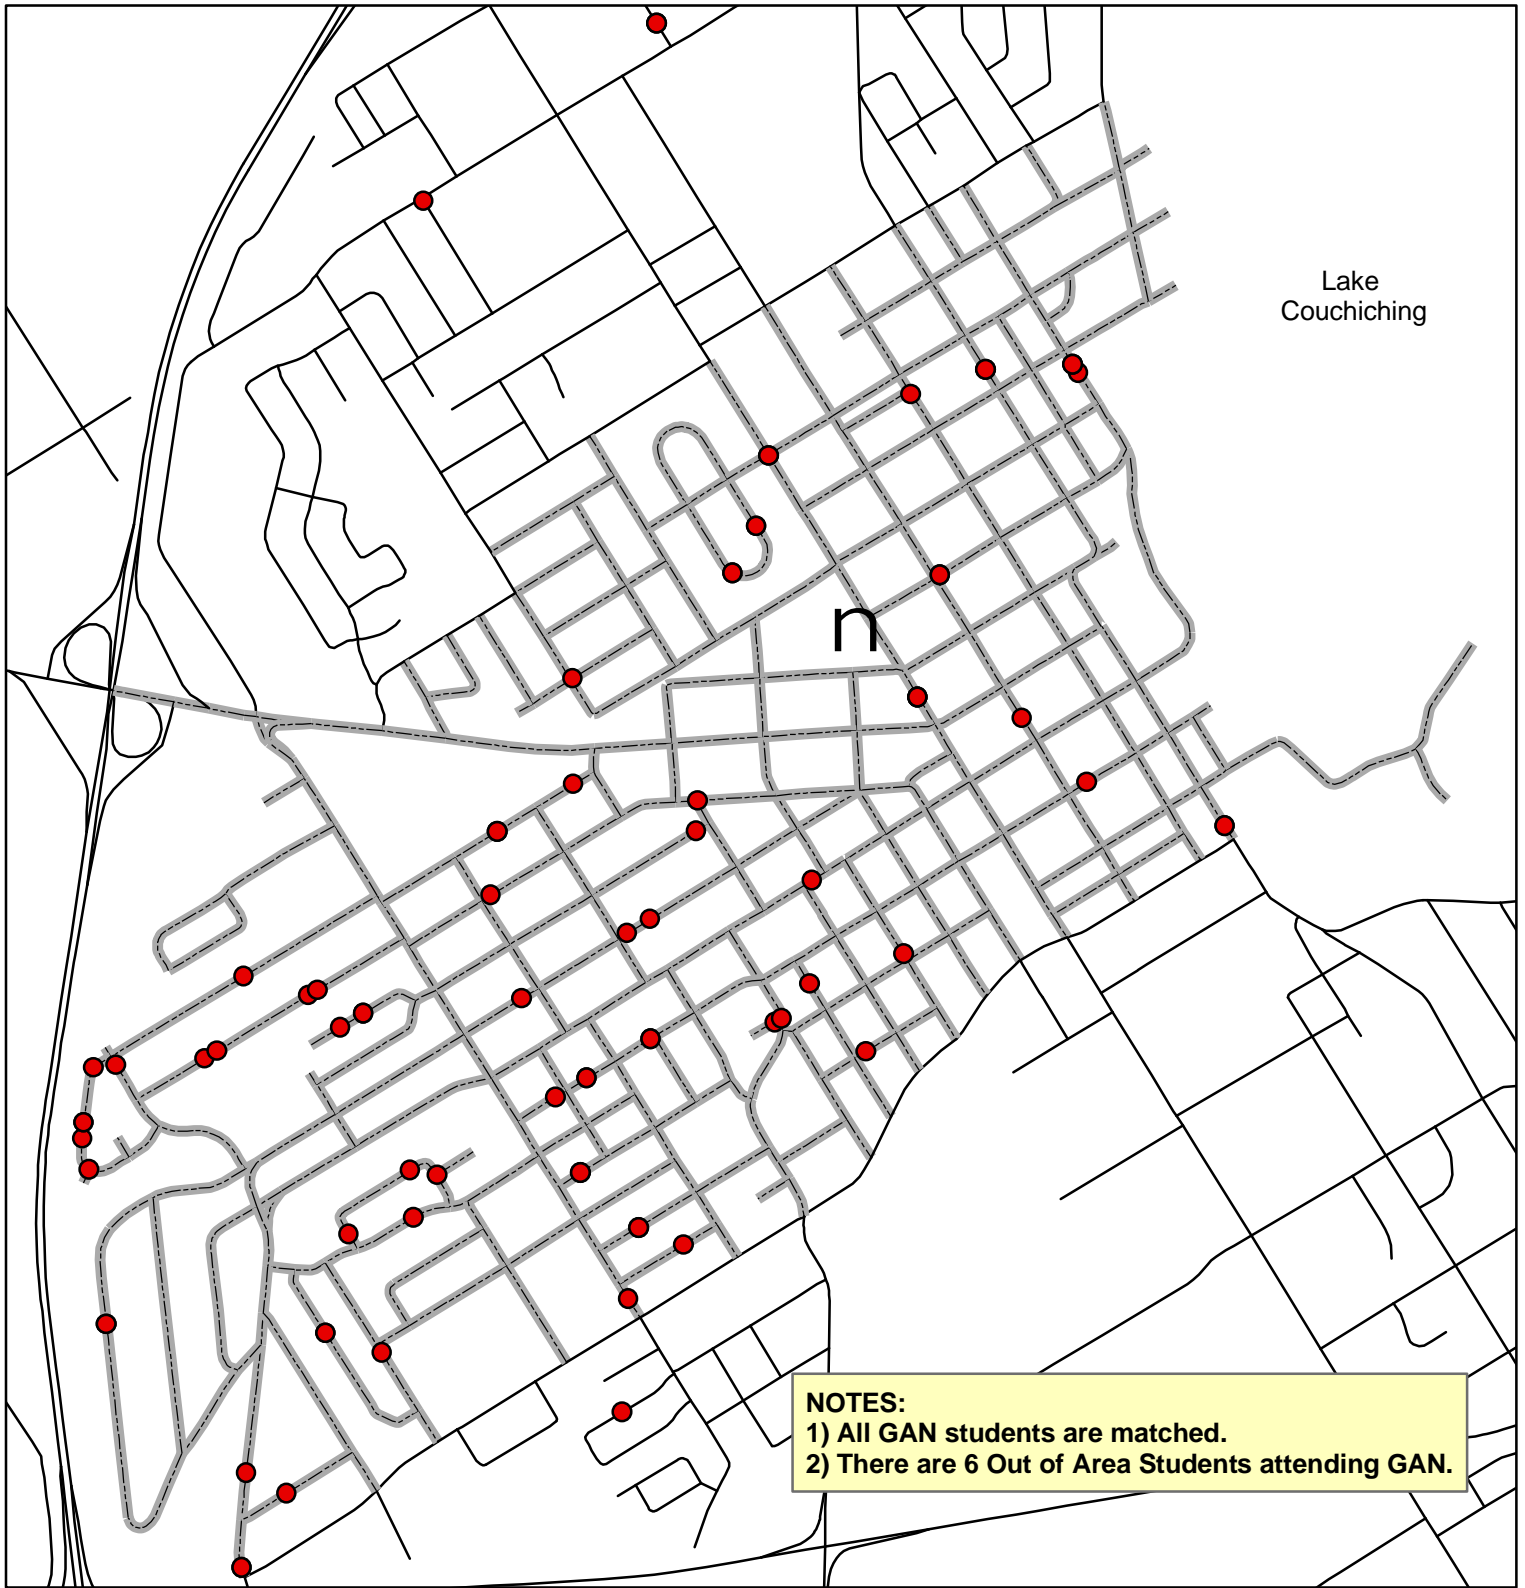 Lake
Couchiching
n
NOTES:
1) All GAN students are matched.
2) There are 6 Out of Area Students attending GAN.